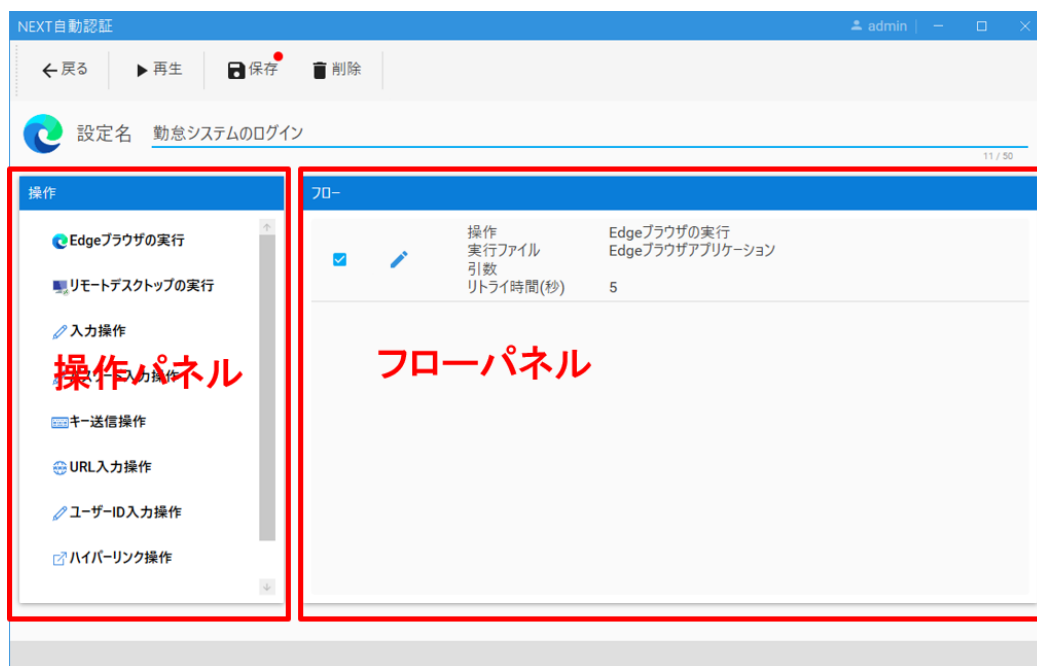 NEXT自動認証
admin
戻る
再生
保存
削除
設定名 勤怠システムのログイン
11 / 50
操作
Edgeブラウザの実行
リモートデスクトップの実行
入力操作
操作パネル
キー送信操作
URL入力操作
ユーザーID入力操作
ハイパーリンク操作
フロー
操作 Edgeブラウザの実行
実行ファイル Edgeブラウザアプリケーション
引数
リトライ時間(秒) 5
フローパネル